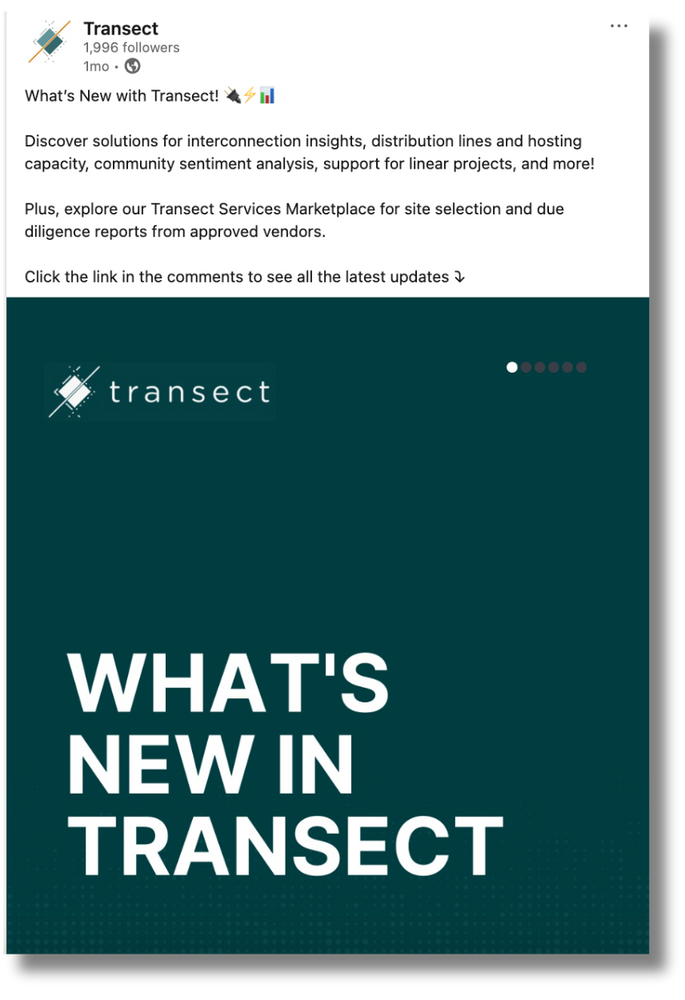 Transect
1,996 followers
1mo •
What's New with Transect! 🔌⚡📊
Discover solutions for interconnection insights, distribution lines and hosting
capacity, community sentiment analysis, support for linear projects, and more!
Plus, explore our Transect Services Marketplace for site selection and due
diligence reports from approved vendors.
Click the link in the comments to see all the latest updates ⤵
transect
WHAT'S
NEW IN
TRANSECT